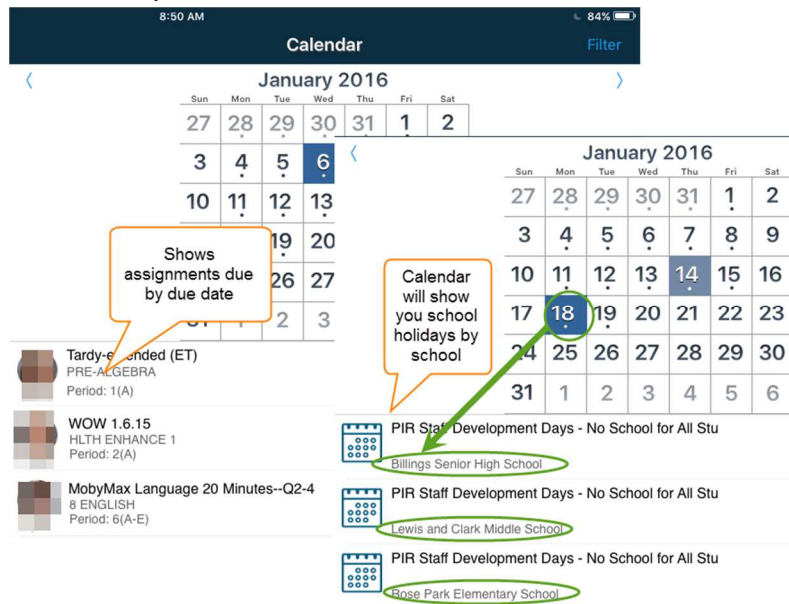 8:50 AM 84%
Calendar Filter
January 2016
Sun Mon Tue Wed Thu Fri Sat
27 28 29 30 31 1 2
3 4 5 6
10 11 12 13
19 20
26 27
2 3
Shows
assignments due
by due date
Tardy- ended (ET)
PRE-ALGEBRA
Period: 1(A)
WOW 1.6.15
HLTH ENHANCE 1
Period: 2(A)
MobyMax Language 20 Minutes--Q2-4
8 ENGLISH
Period: 6(A-E)
January 2016
Sun Mon Tue Wed Thu Fri Sat
27 28 29 30 31 1 2
3 4 5 6 7 8 9
10 11 12 13 14 15 16
17 18 19 20 21 22 23
24 25 26 27 28 29 30
31 1 2 3 4 5 6
Calendar
will show
you school
holidays by
school
PIR Staff Development Days - No School for All Stu
Billings Senior High School
PIR Staff Development Days - No School for All Stu
Lewis and Clark Middle School
PIR Staff Development Days - No School for All Stu
Rose Park Elementary School